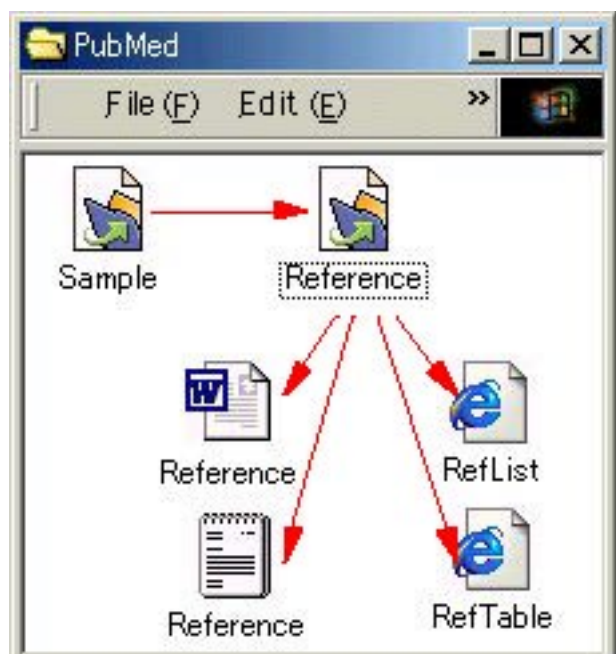 PubMed
File (F) Edit (E) »
Sample Reference
Reference RefList
Reference RefTable